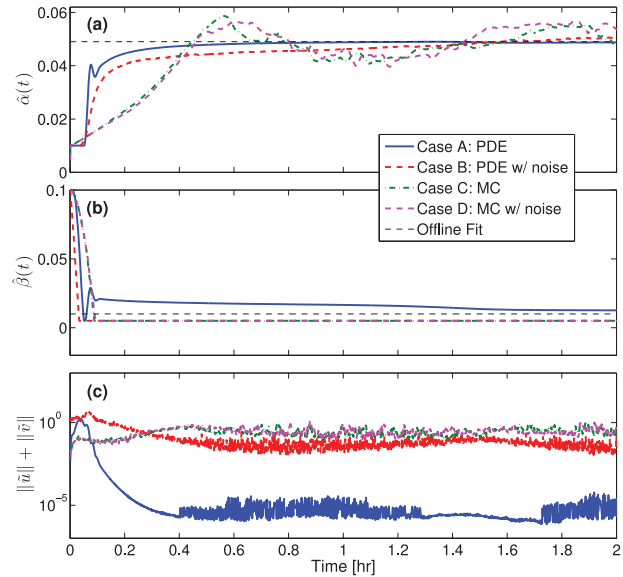 (a)
0.06
0.04
0.02
0
α̂(t)
Case A: PDE
Case B: PDE w/ noise
Case C: MC
Case D: MC w/ noise
Offline Fit
(b)
0.1
0.05
0
β̂(t)
(c)
10⁰
10⁻⁵
||ũ|| + ||ṽ||
0 0.2 0.4 0.6 0.8 1 1.2 1.4 1.6 1.8 2
Time [hr]